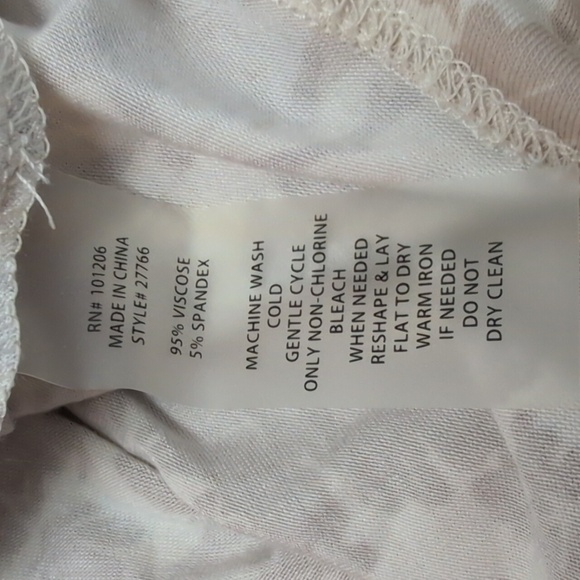 RN# 101206
MADE IN CHINA
STYLE# 27766
95% VISCOSE
5% SPANDEX
MACHINE WASH
COLD
GENTLE CYCLE
ONLY NON-CHLORINE
BLEACH
WHEN NEEDED
RESHAPE & LAY
FLAT TO DRY
WARM IRON
IF NEEDED
DO NOT
DRY CLEAN